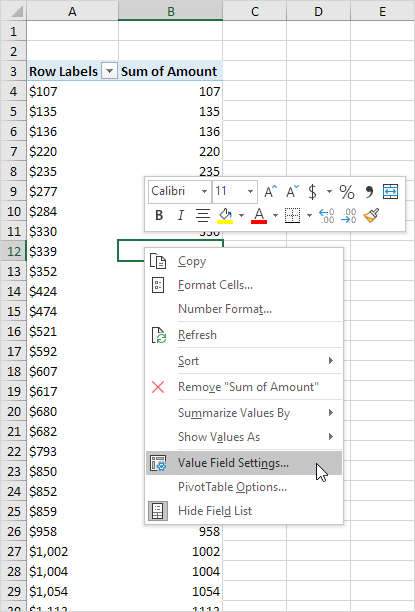 A B C D E
1
2
3 Row Labels Sum of Amount
4 $107 107
5 $135 135
6 $136 136
7 $220 220
8 $235 235
9 $277
Calibri 11 A A $ % ,
10 $284
B I A
11 $330 330
12 $339
Copy
13 $352
Format Cells...
14 $424
Number Format...
15 $474
16 $521
Refresh
17 $592
Sort
18 $607
19 $617
Remove "Sum of Amount"
20 $680
Summarize Values By
21 $682
Show Values As
22 $793
23 $850
Value Field Settings...
24 $852
PivotTable Options...
25 $859
Hide Field List
26 $958 958
27 $1,002 1002
28 $1,004 1004
29 $1,054 1054
30 $1,113 1113